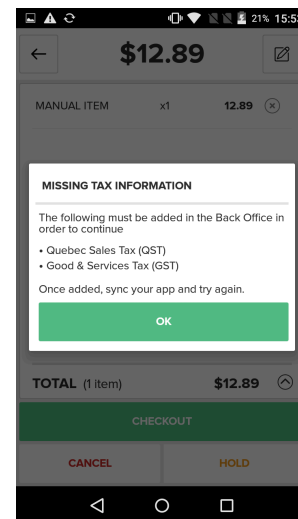 21% 15:5
$12.89
MANUAL ITEM x1 12.89
MISSING TAX INFORMATION
The following must be added in the Back Office in
order to continue
• Quebec Sales Tax (QST)
• Good & Services Tax (GST)
Once added, sync your app and try again.
OK
TOTAL (1 item) $12.89
CHECKOUT
CANCEL HOLD